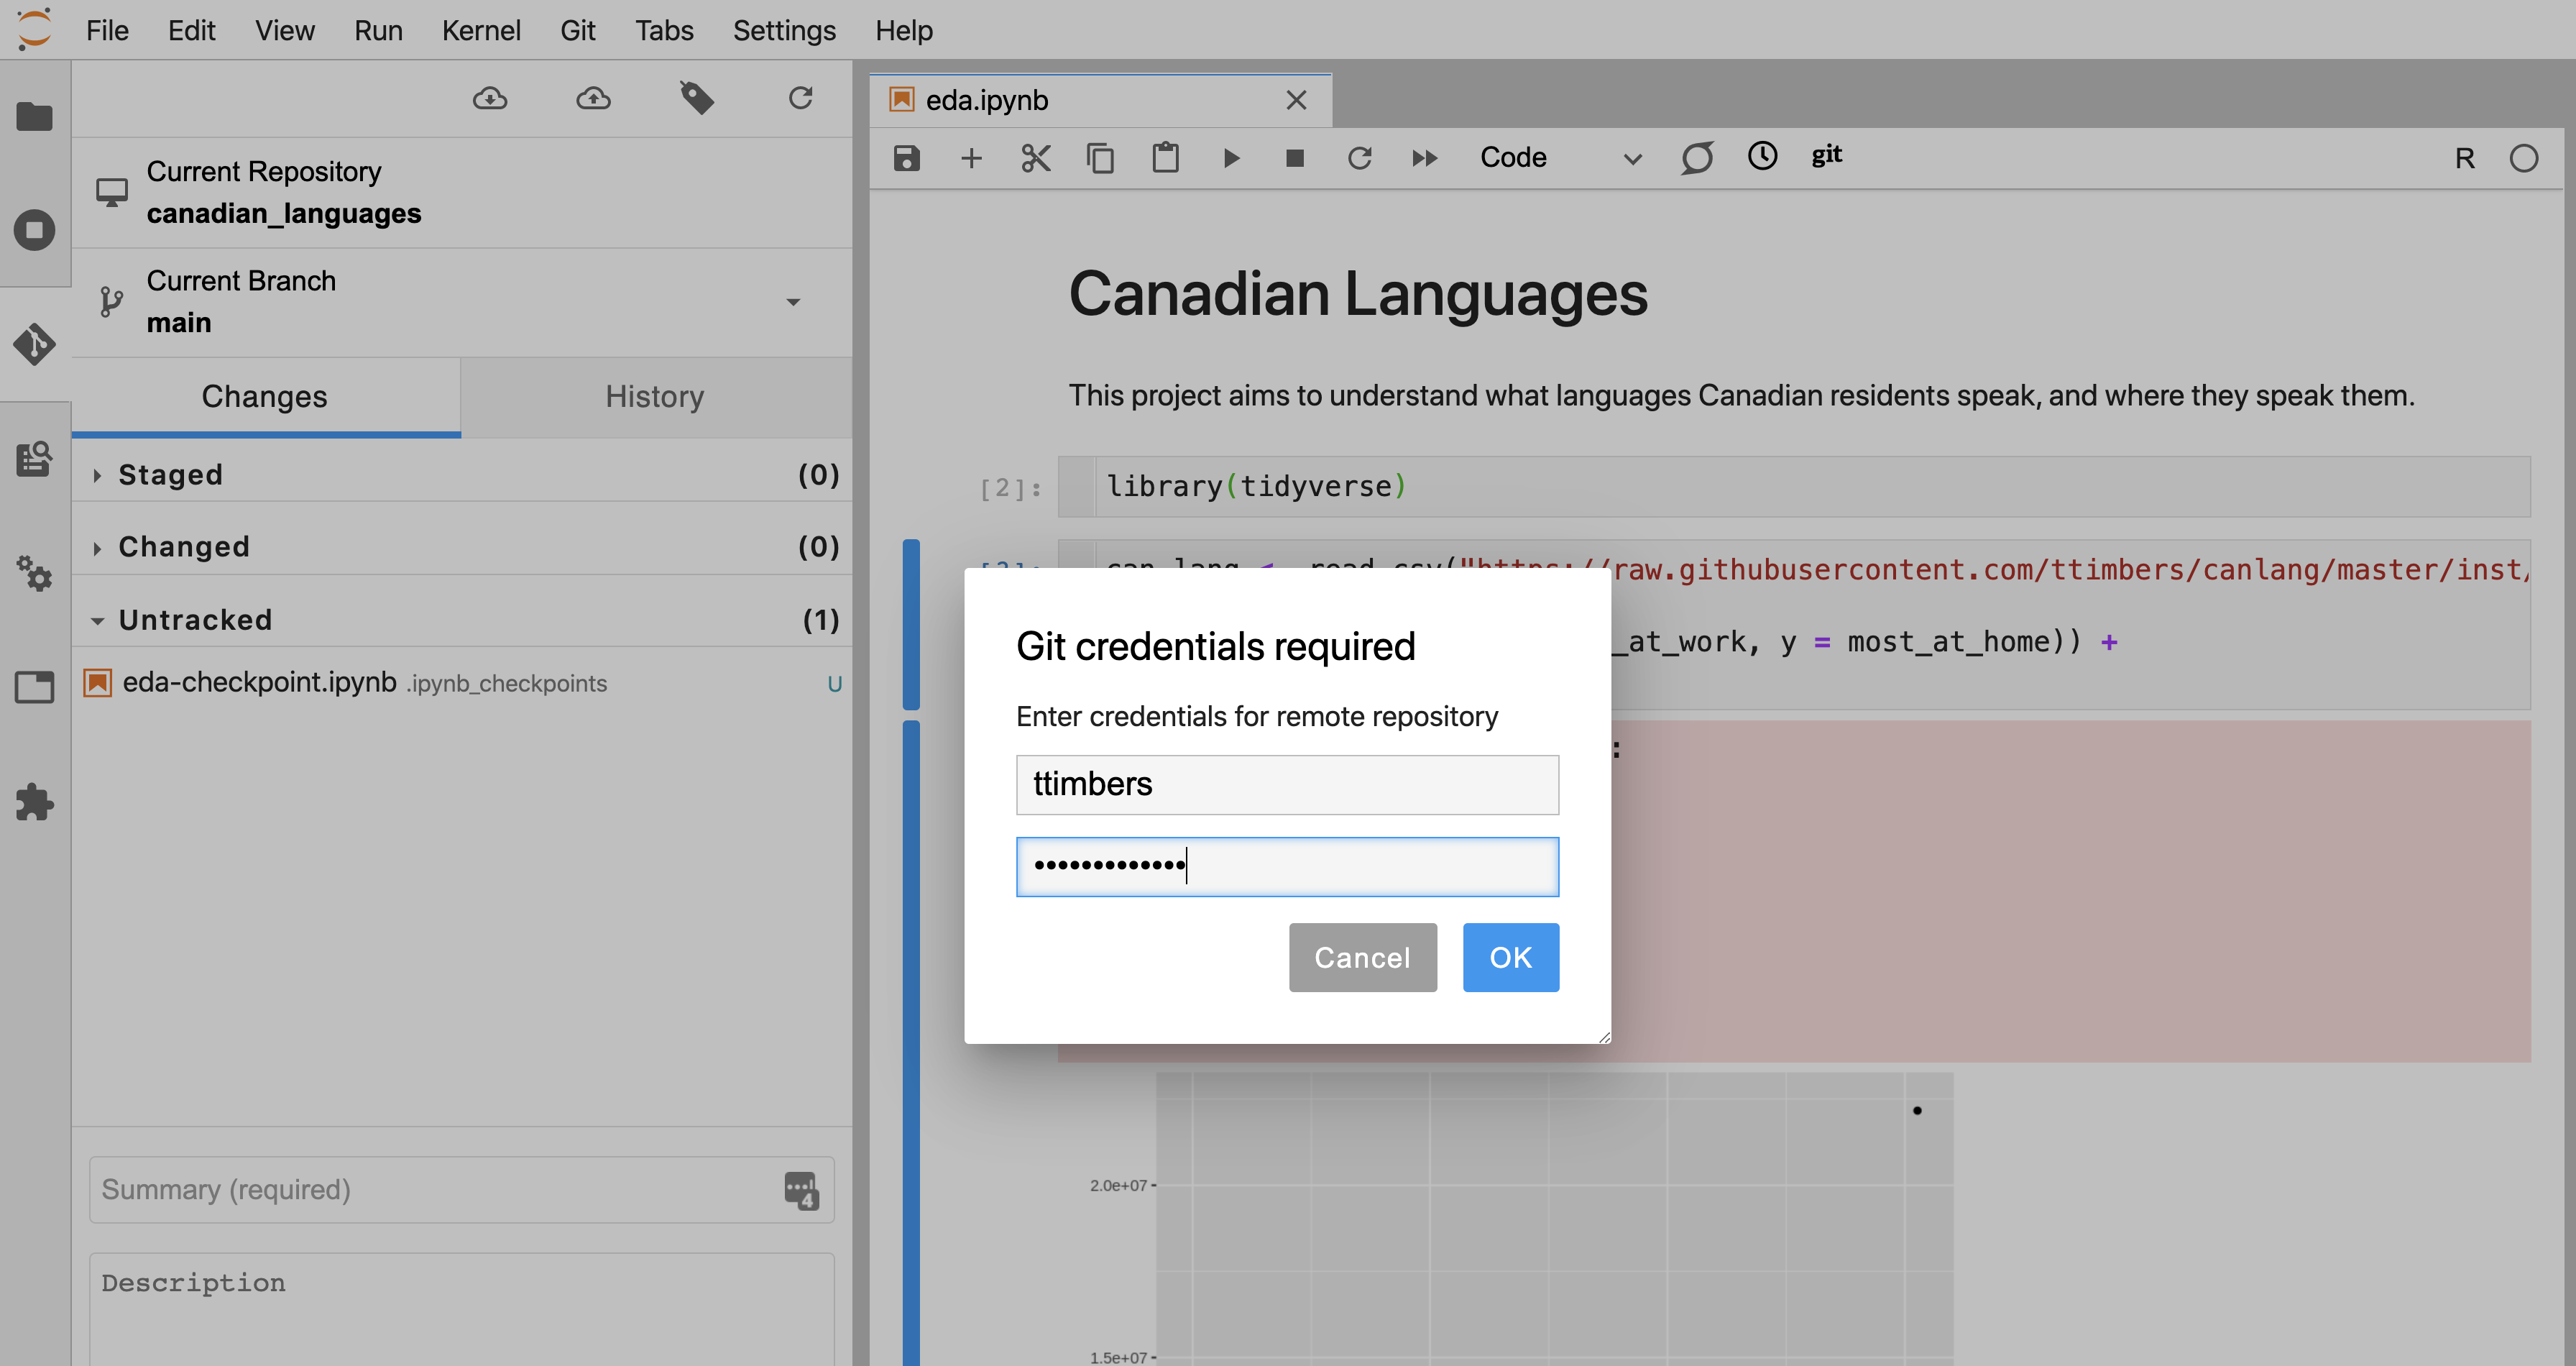 File Edit View Run Kernel Git Tabs Settings Help
Current Repository
canadian_languages
Current Branch
main
Changes History
Staged (0)
Changed (0)
Untracked (1)
eda-checkpoint.ipynb .ipynb_checkpoints U
Summary (required)
4
Description
eda.ipynb
Code git R
Canadian Languages
This project aims to understand what languages Canadian residents speak, and where they speak them.
[2]: library(tidyverse)
can_lang <- read_csv("https://raw.githubusercontent.com/ttimbers/canlang/master/inst/
_at_work, y = most_at_home)) +
:
Git credentials required
Enter credentials for remote repository
ttimbers
•••••••••••••
Cancel OK
2.0e+07
1.5e+07